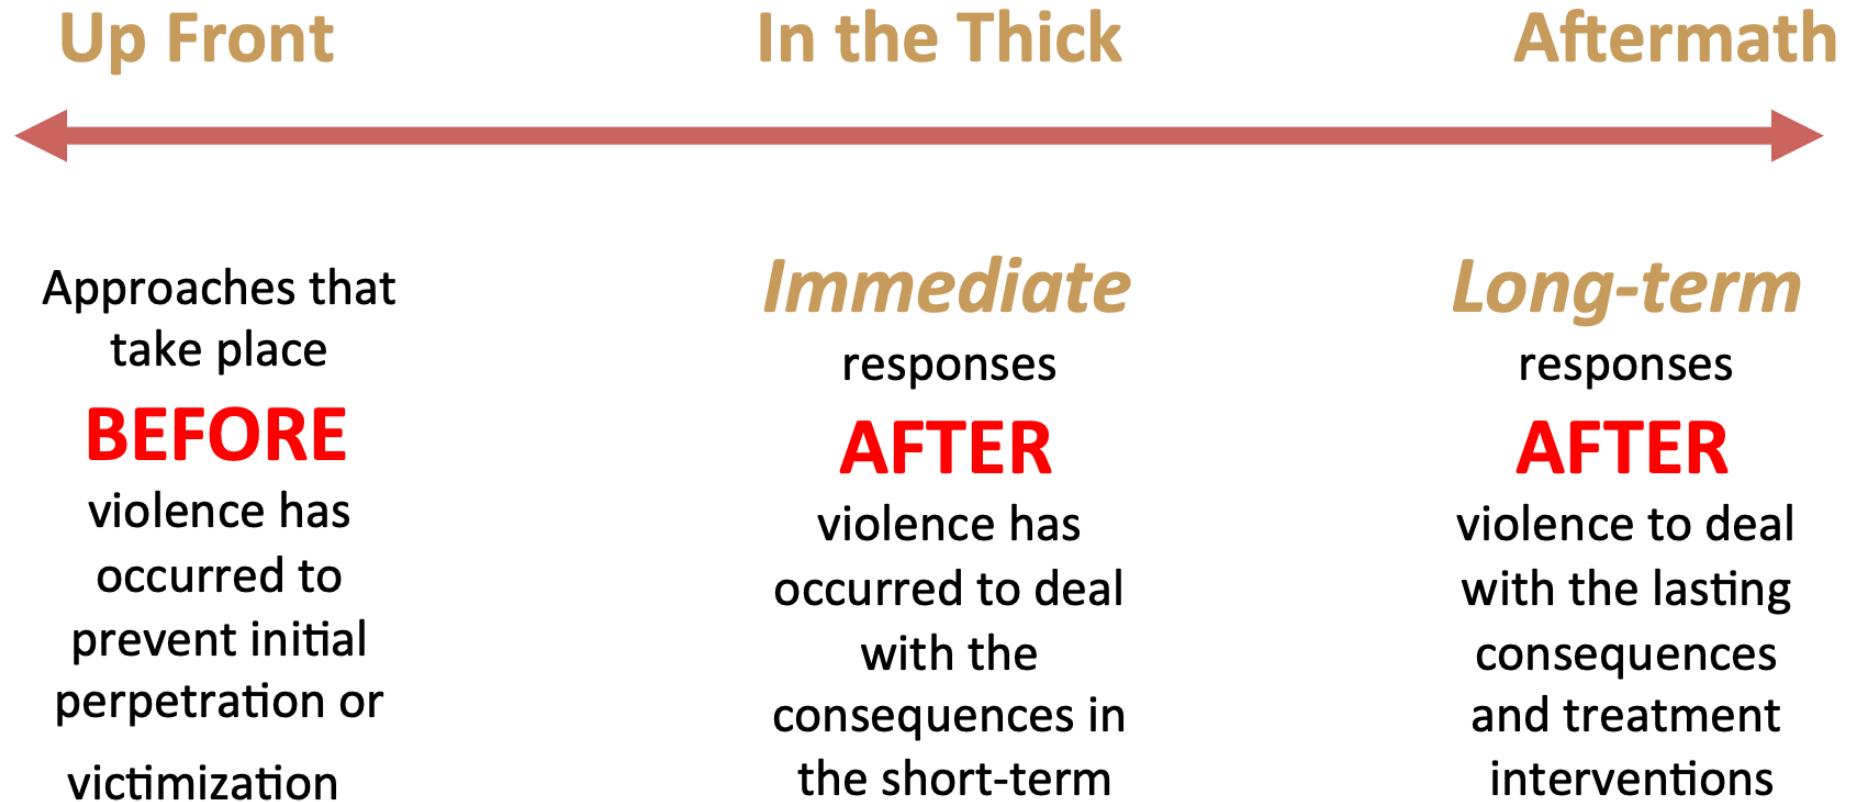 Up Front
In the Thick
Aftermath
Approaches that
take place
BEFORE
violence has
occurred to
prevent initial
perpetration or
victimization
Immediate
responses
AFTER
violence has
occurred to deal
with the
consequences in
the short-term
Long-term
responses
AFTER
violence to deal
with the lasting
consequences
and treatment
interventions